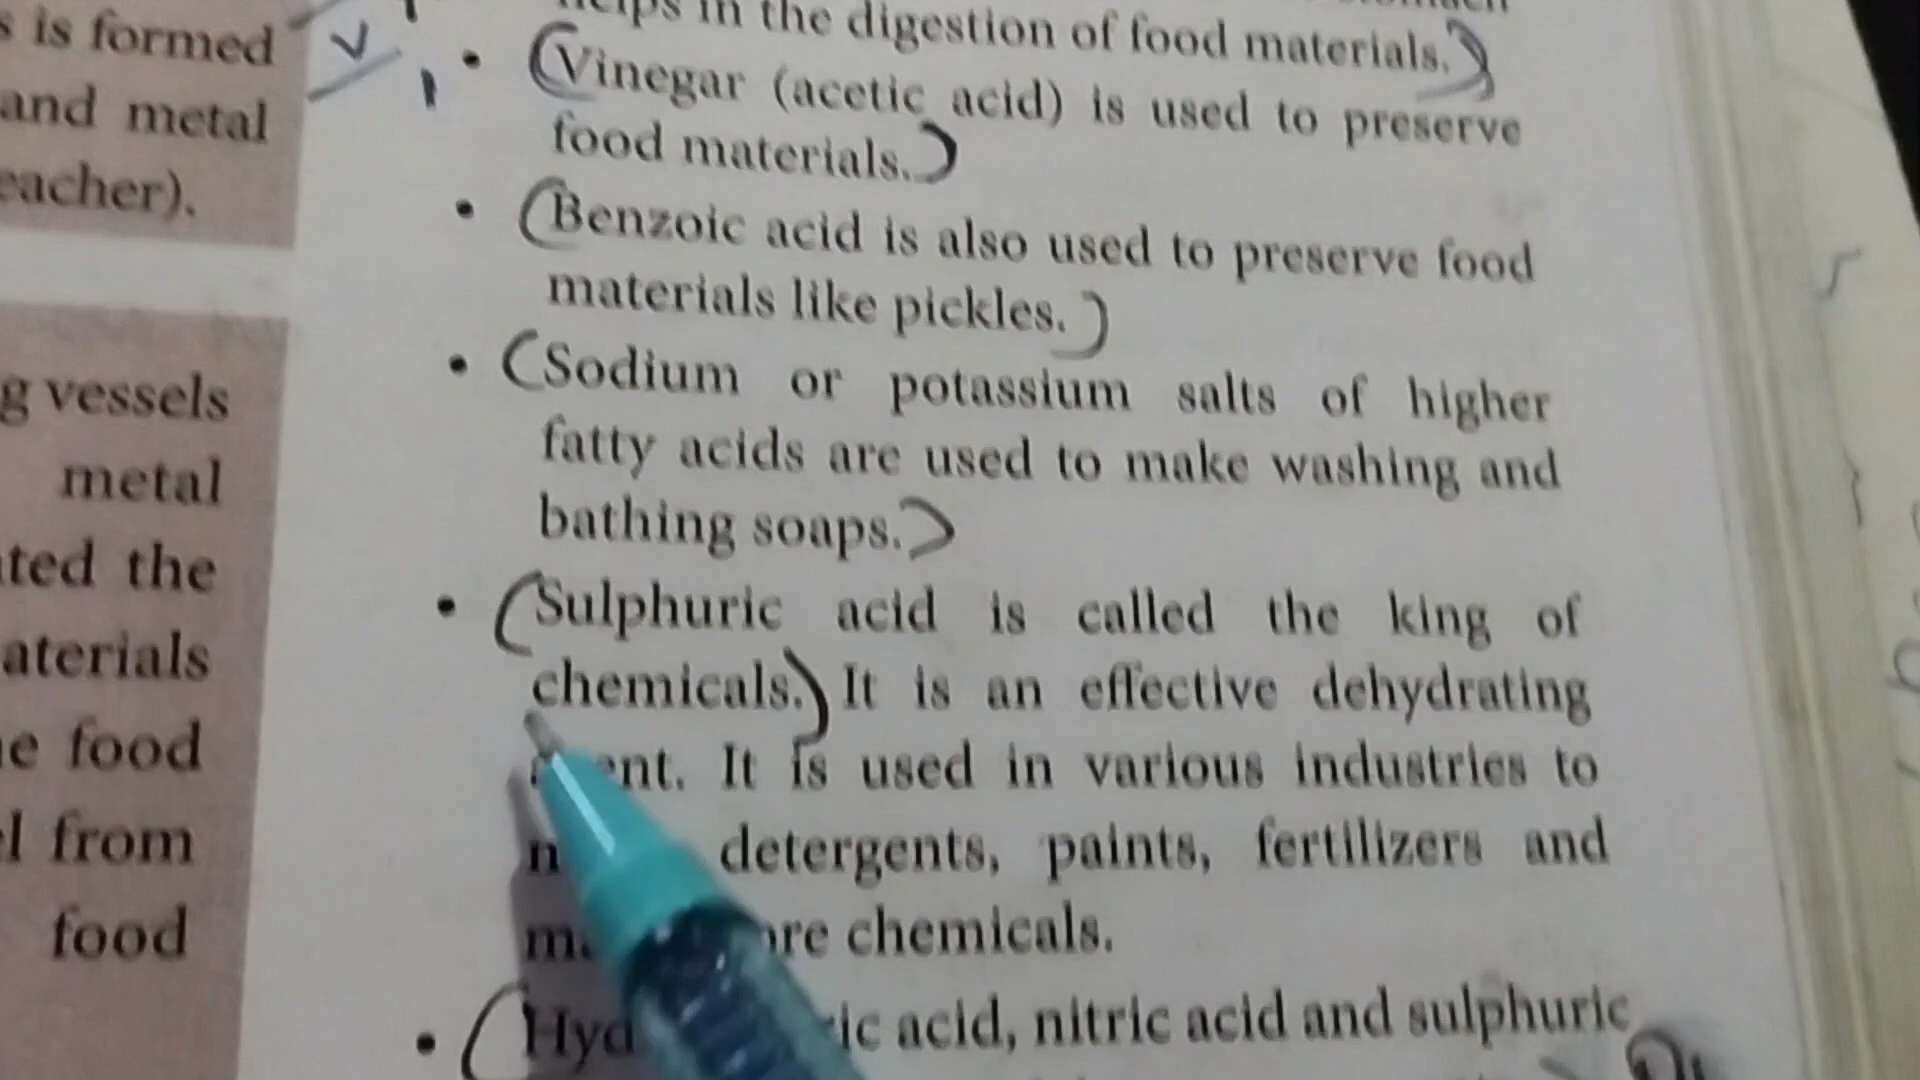 s is formed
and metal
eacher).
g vessels
metal
ted the
aterials
e food
l from
food
helps in the digestion of food materials.
• Vinegar (acetic acid) is used to preserve
food materials.
• Benzoic acid is also used to preserve food
materials like pickles.
• Sodium or potassium salts of higher
fatty acids are used to make washing and
bathing soaps.
• Sulphuric acid is called the king of
chemicals. It is an effective dehydrating
ent. It is used in various industries to
detergents, paints, fertilizers and
chemicals.
• acid, nitric acid and sulphuric